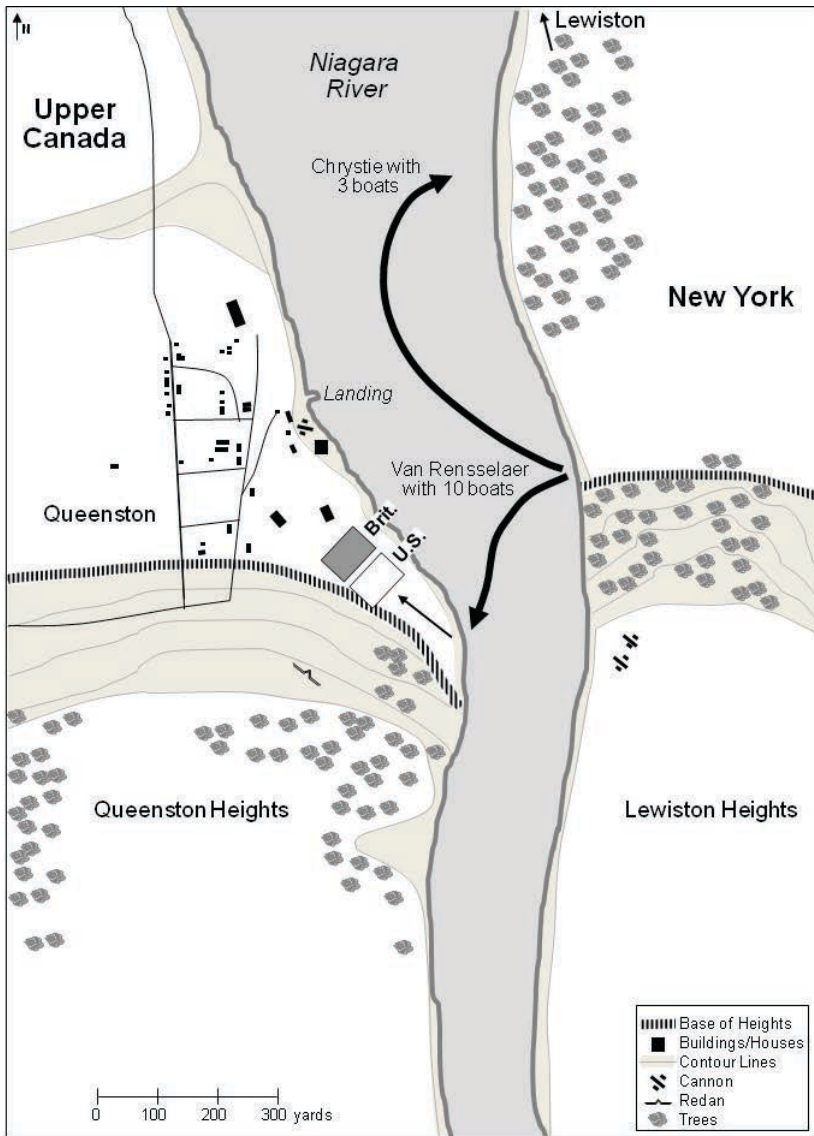 N
Lewiston
Niagara
River
Upper
Canada
Chrystie with
3 boats
New York
Landing
Van Rensselaer
with 10 boats
Queenston
Brit.
U.S.
Queenston Heights
Lewiston Heights
Base of Heights
Buildings/Houses
Contour Lines
Cannon
Redan
Trees
0 100 200 300 yards